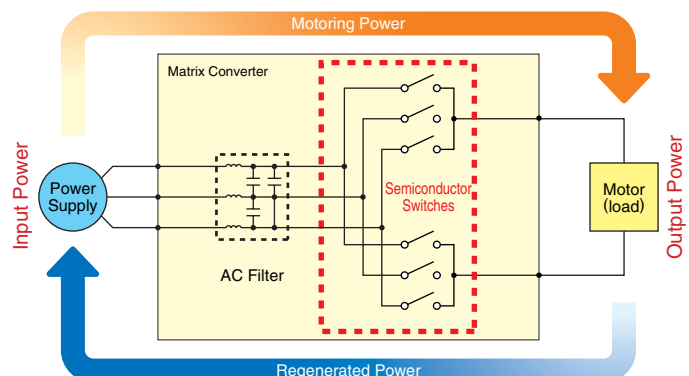 Motoring Power
Matrix Converter
Input Power
Power
Supply
AC Filter
Semiconductor
Switches
Motor
(load)
Output Power
Regenerated Power